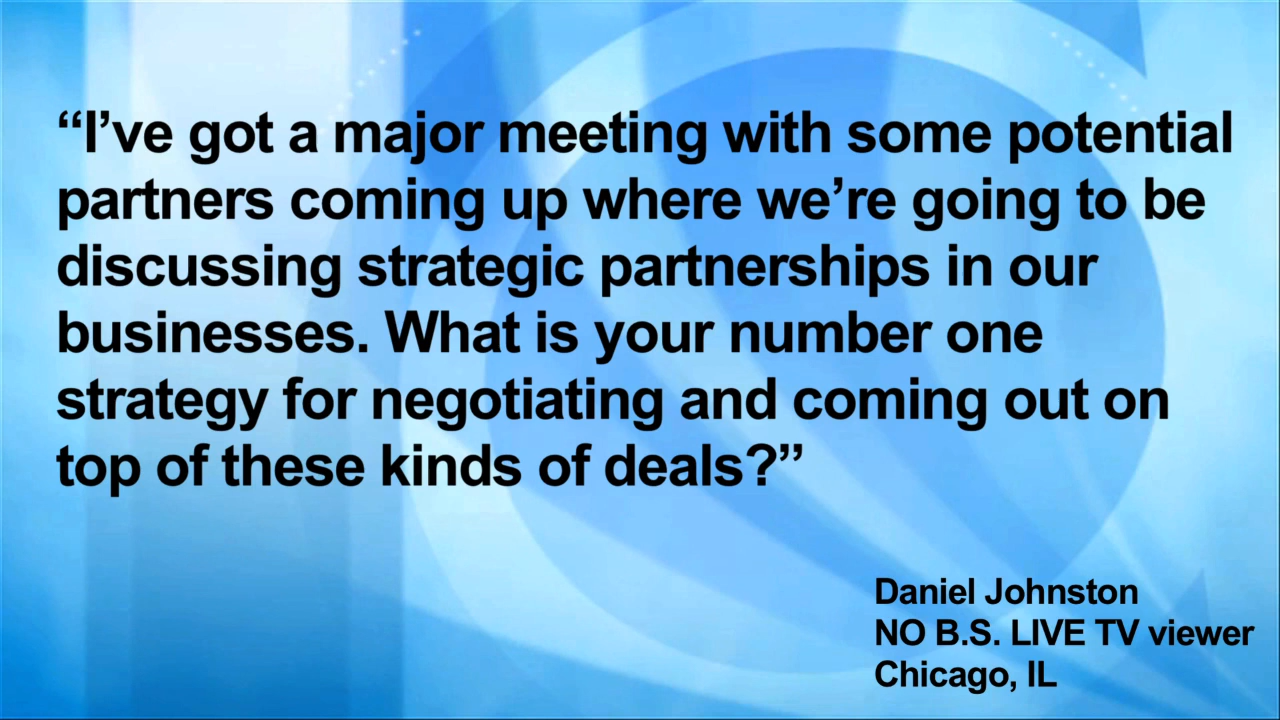 “I’ve got a major meeting with some potential
partners coming up where we’re going to be
discussing strategic partnerships in our
businesses. What is your number one
strategy for negotiating and coming out on
top of these kinds of deals?”
Daniel Johnston
NO B.S. LIVE TV viewer
Chicago, IL